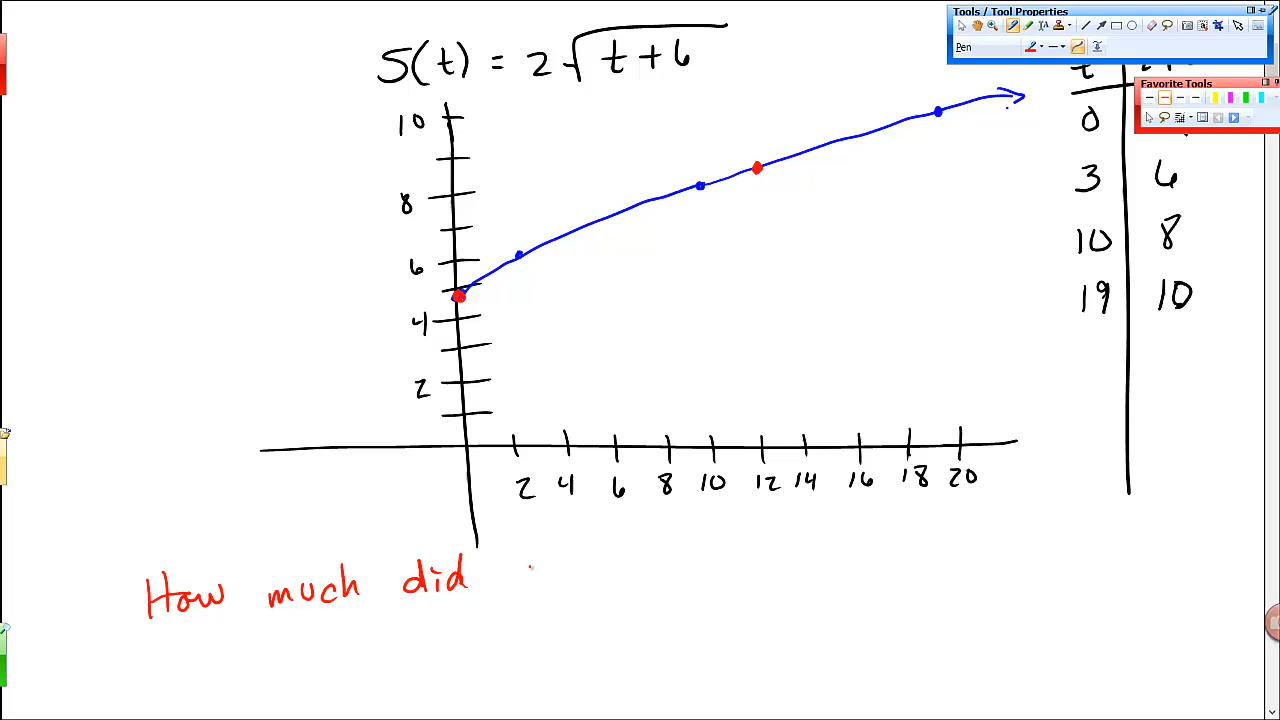 Tools / Tool Properties
Pen
S(t) = 2√(t+6)
t
Favorite Tools
0
3 6
10 8
19 10
10
8
6
4
2
2 4 6 8 10 12 14 16 18 20
How much did